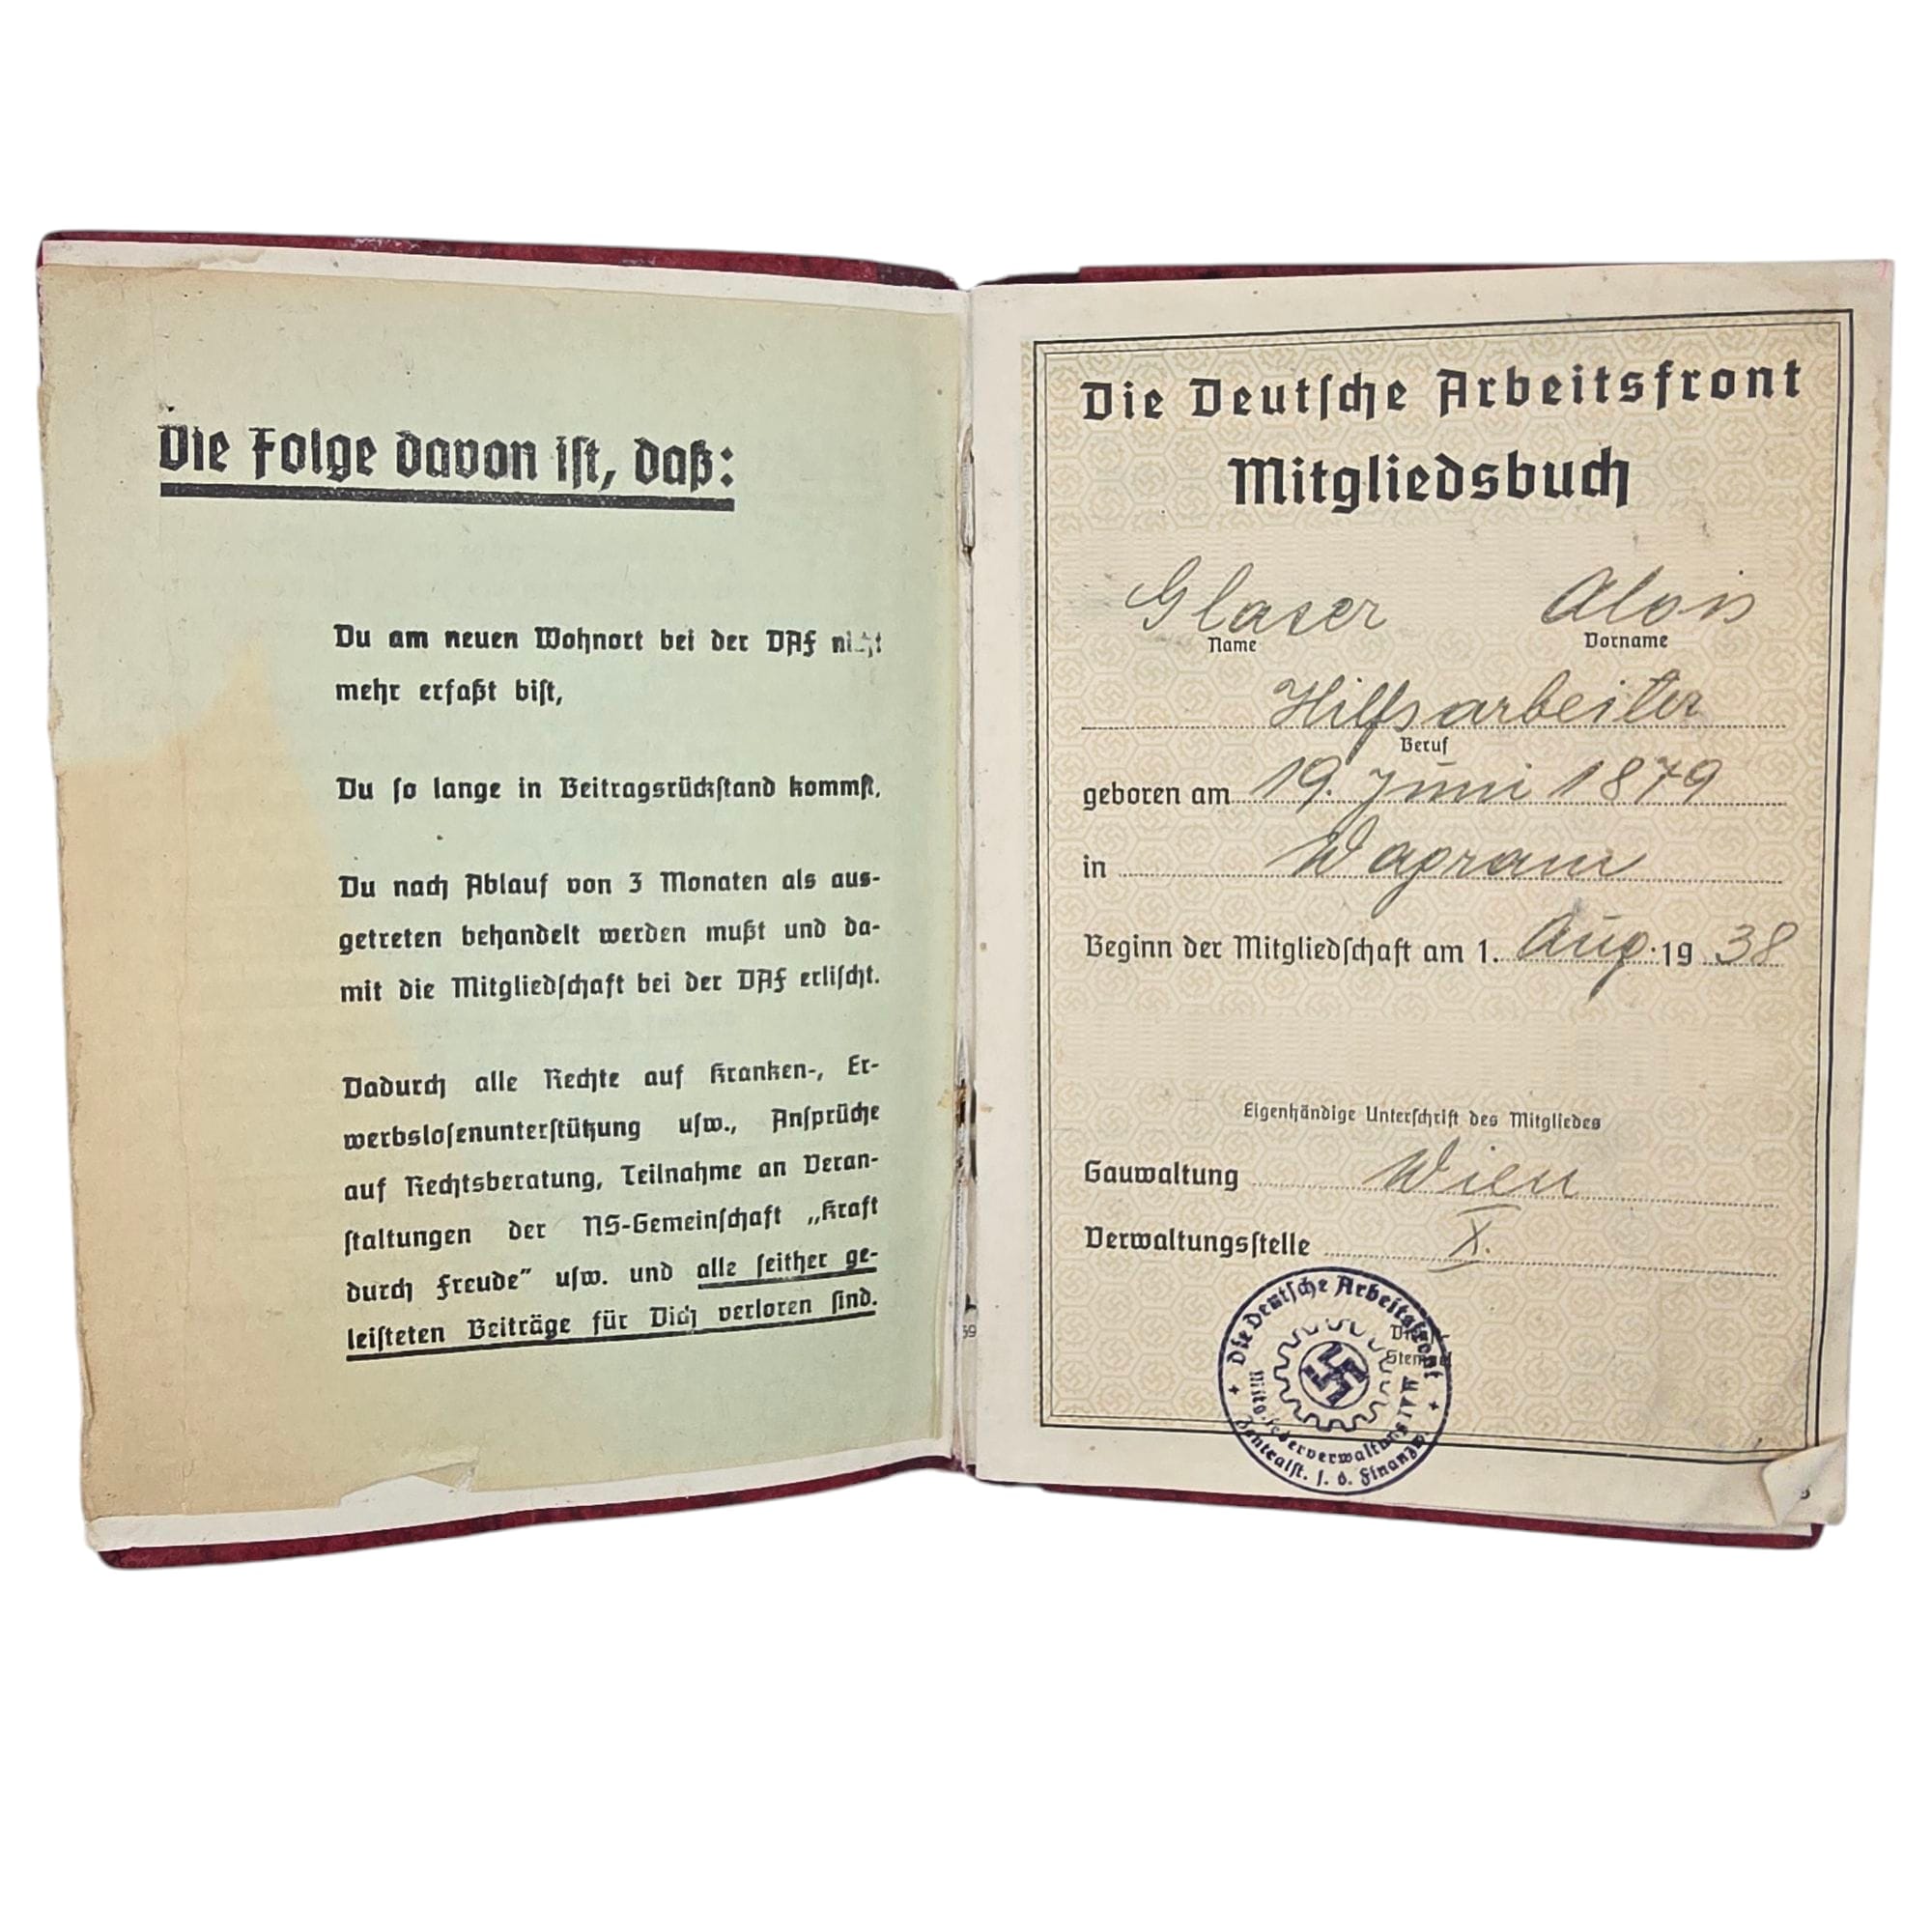 Die Folge davon ist, daß:
Du am neuen Wohnort bei der DAF nicht
mehr erfaßt bist,
Du so lange in Beitragsrückstand kommst,
Du nach Ablauf von 3 Monaten als aus-
getreten behandelt werden mußt und da-
mit die Mitgliedschaft bei der DAF erlischt.
Dadurch alle Rechte auf Kranken-, Er-
werbslosenunterstützung usw., Ansprüche
auf Rechtsberatung, Teilnahme an Veran-
staltungen der NS-Gemeinschaft „Kraft
durch Freude“ usw. und alle seither ge-
leisteten Beiträge für Dich verloren sind.
Die Deutsche Arbeitsfront
Mitgliedsbuch
Glaser Alois
Name Vorname
Hilfsarbeiter
Beruf
geboren am 19. Juni 1879
in Wagram
Beginn der Mitgliedschaft am 1. Aug. 19 38
Eigenhändige Unterschrift des Mitgliedes
Gauwaltung Wien
Verwaltungsstelle X.
Die Deutsche Arbeitsfront
Stempel
Zentralst. f. d. Finanzw.